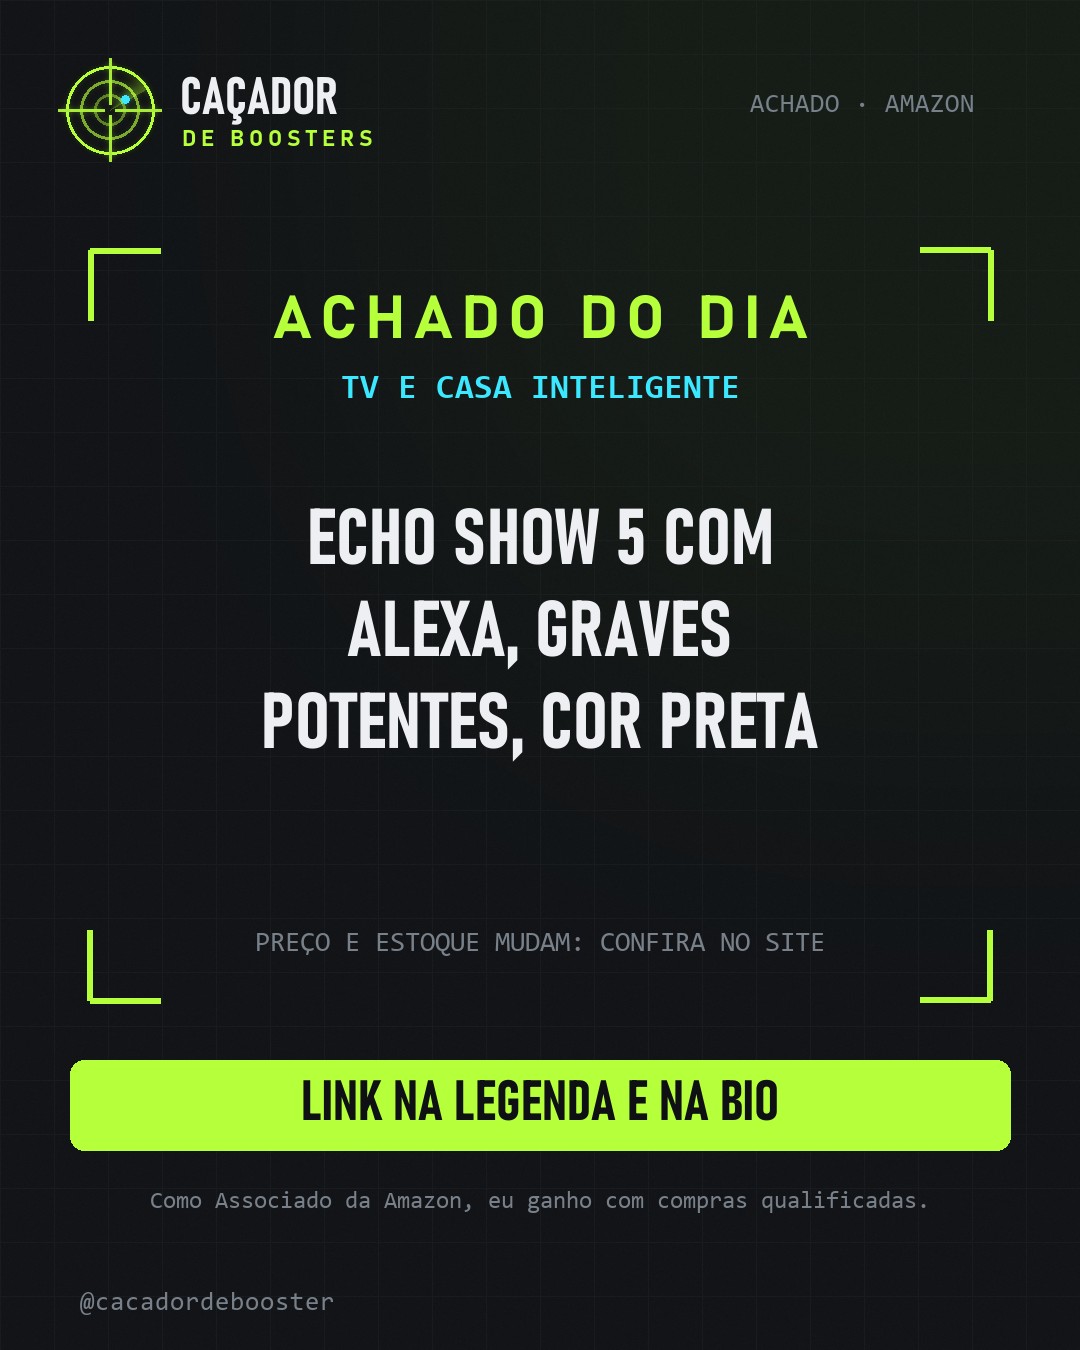 CAÇADOR
DE BOOSTERS
ACHADO · AMAZON
ACHADO DO DIA
TV E CASA INTELIGENTE
ECHO SHOW 5 COM
ALEXA, GRAVES
POTENTES, COR PRETA
PREÇO E ESTOQUE MUDAM: CONFIRA NO SITE
LINK NA LEGENDA E NA BIO
Como Associado da Amazon, eu ganho com compras qualificadas.
@cacadordebooster